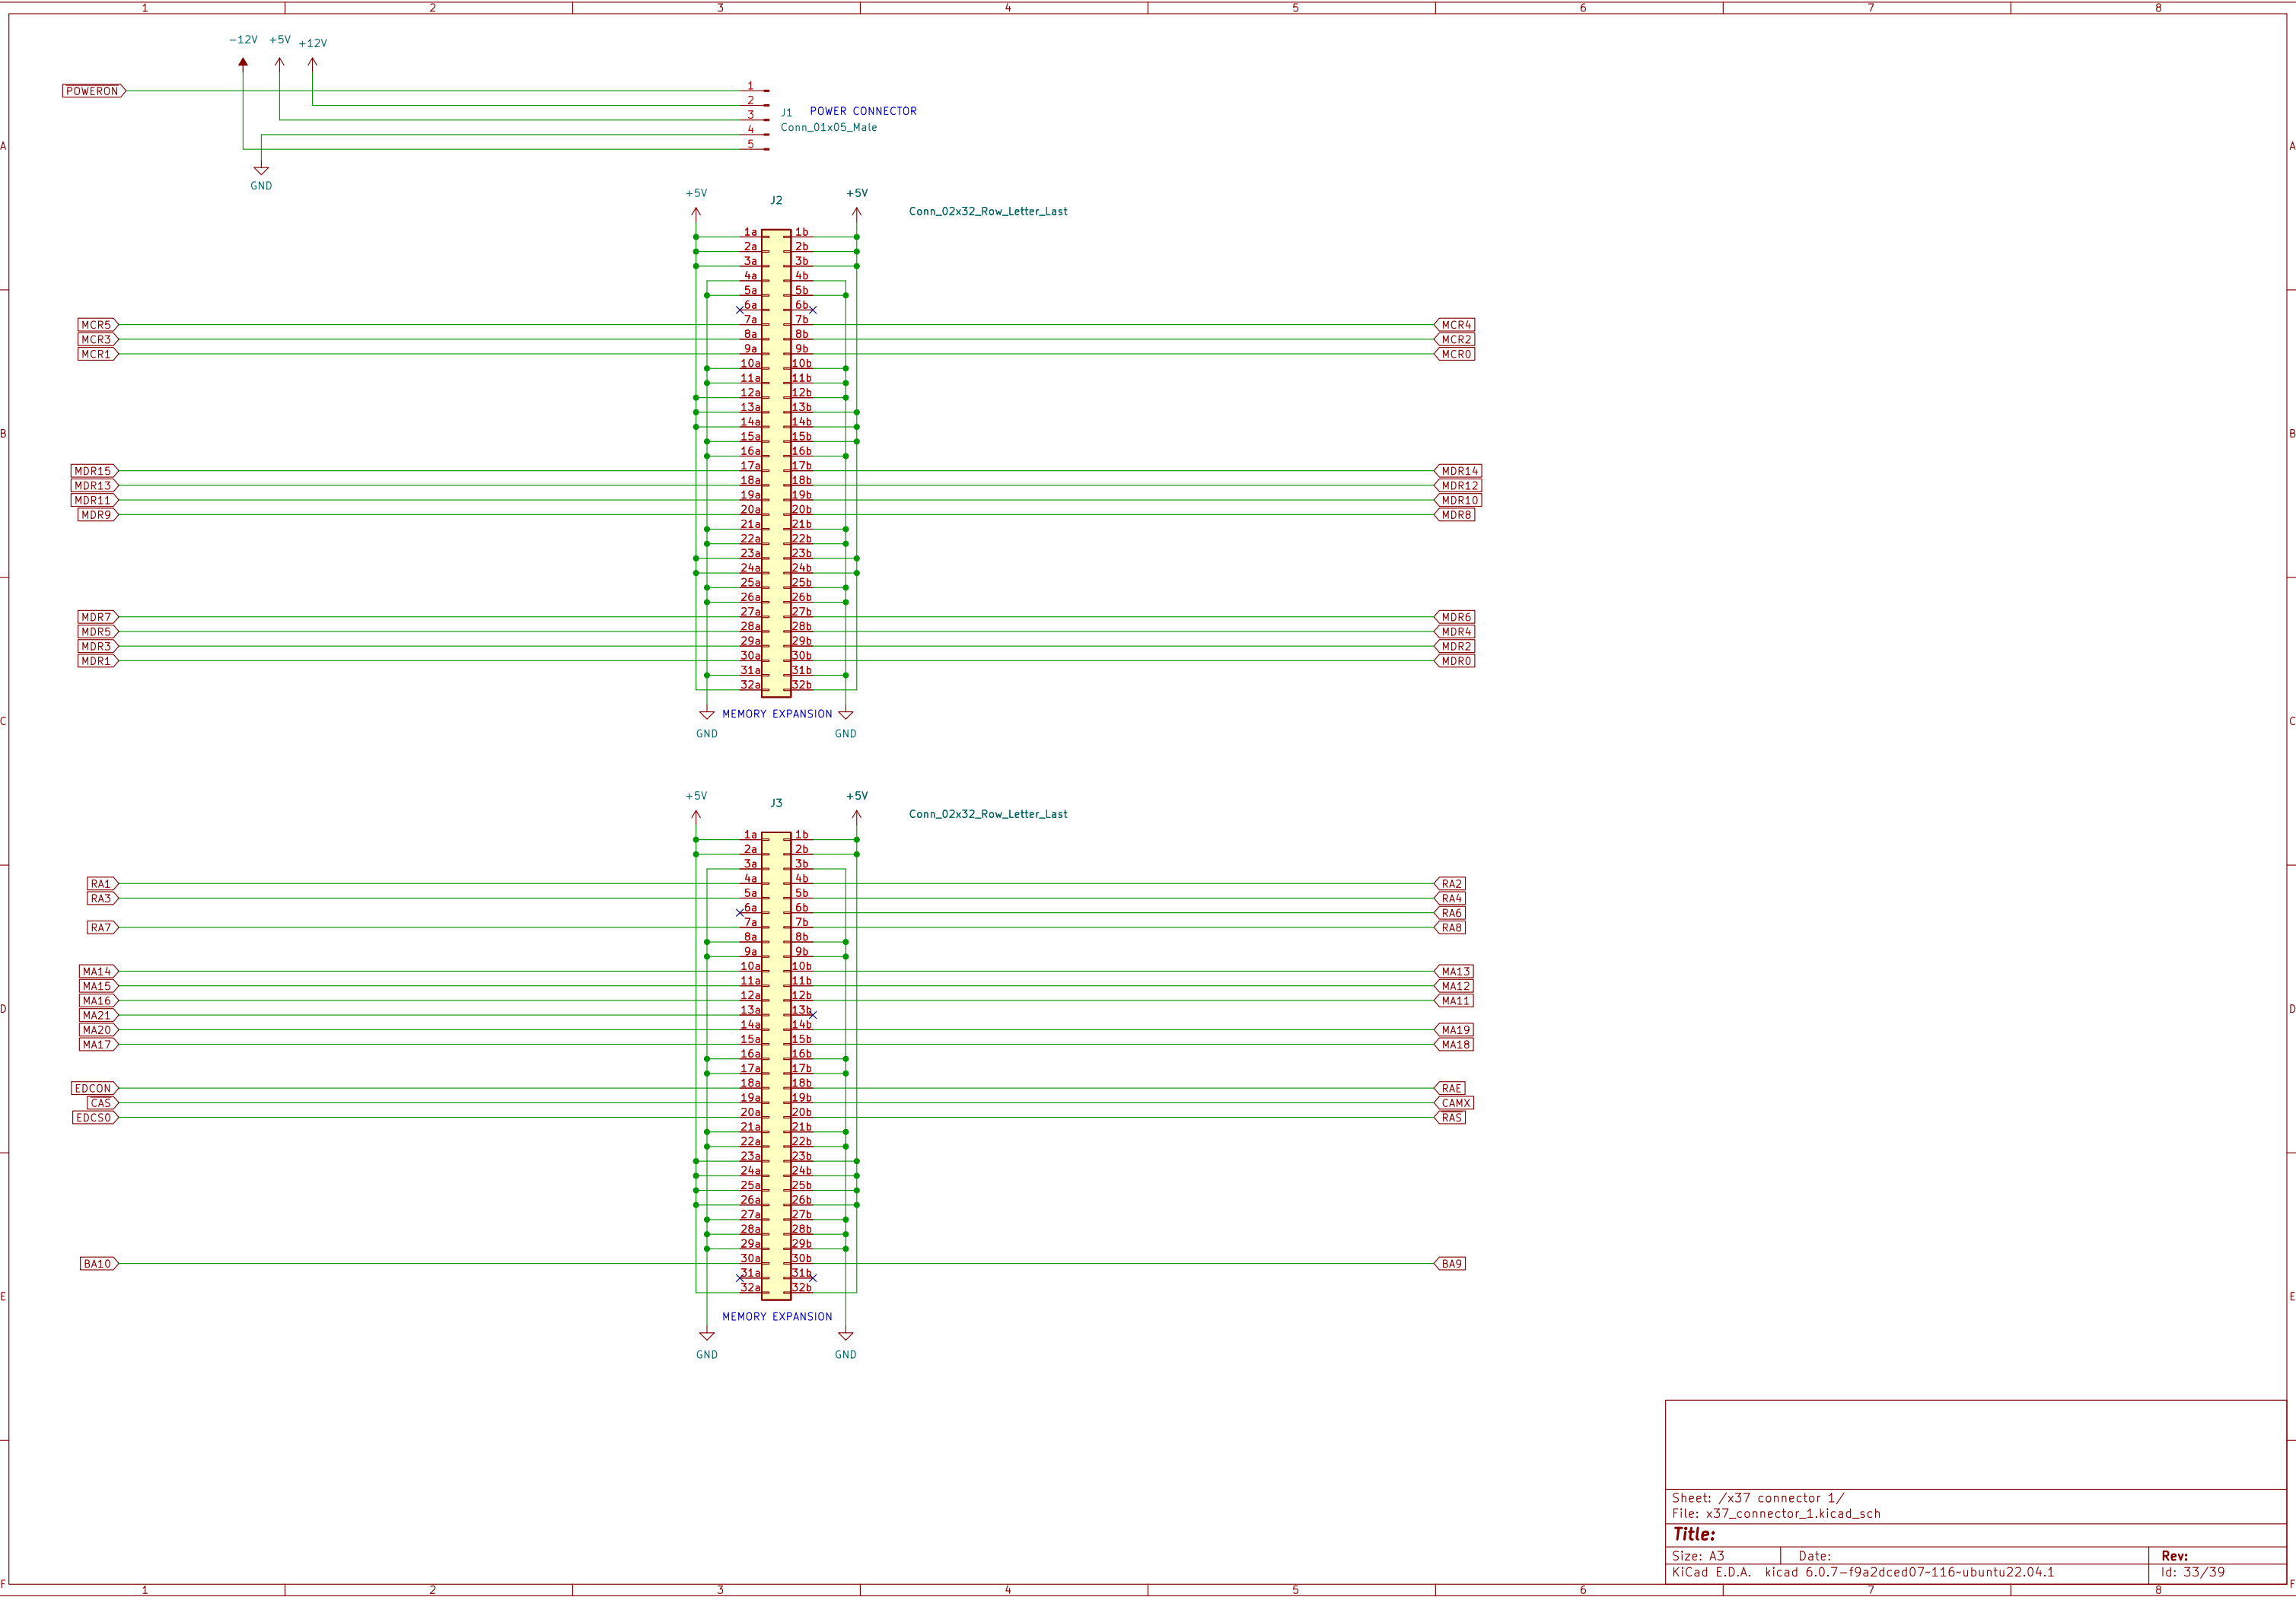 1 2 3 4 5 6 7 8
-12V +5V +12V
POWERON
1
2
3
4
5
J1 POWER CONNECTOR
Conn_01x05_Male
A A
GND
+5V J2 +5V
Conn_02x32_Row_Letter_Last
1a 1b
2a 2b
3a 3b
4a 4b
5a 5b
6a 6b
MCR5 7a 7b MCR4
MCR3 8a 8b MCR2
MCR1 9a 9b MCR0
10a 10b
11a 11b
12a 12b
13a 13b
14a 14b
B B
15a 15b
16a 16b
MDR15 17a 17b MDR14
MDR13 18a 18b MDR12
MDR11 19a 19b MDR10
MDR9 20a 20b MDR8
21a 21b
22a 22b
23a 23b
24a 24b
25a 25b
26a 26b
MDR7 27a 27b MDR6
MDR5 28a 28b MDR4
MDR3 29a 29b MDR2
MDR1 30a 30b MDR0
31a 31b
32a 32b
MEMORY EXPANSION
C C
GND GND
+5V J3 +5V
Conn_02x32_Row_Letter_Last
1a 1b
2a 2b
3a 3b
RA1 4a 4b RA2
RA3 5a 5b RA4
6a 6b RA6
RA7 7a 7b RA8
8a 8b
9a 9b
MA14 10a 10b MA13
MA15 11a 11b MA12
MA16 12a 12b MA11
D D
MA21 13a 13b
MA20 14a 14b MA19
MA17 15a 15b MA18
16a 16b
17a 17b
EDCON 18a 18b RAE
CAS 19a 19b CAMX
EDCS0 20a 20b RAS
21a 21b
22a 22b
23a 23b
24a 24b
25a 25b
26a 26b
27a 27b
28a 28b
29a 29b
BA10 30a 30b BA9
31a 31b
32a 32b
E E
MEMORY EXPANSION
GND GND
Sheet: /x37 connector 1/
File: x37_connector_1.kicad_sch
Title:
Size: A3 Date: Rev:
KiCad E.D.A. kicad 6.0.7-f9a2dced07~116~ubuntu22.04.1 Id: 33/39
F F
1 2 3 4 5 6 7 8